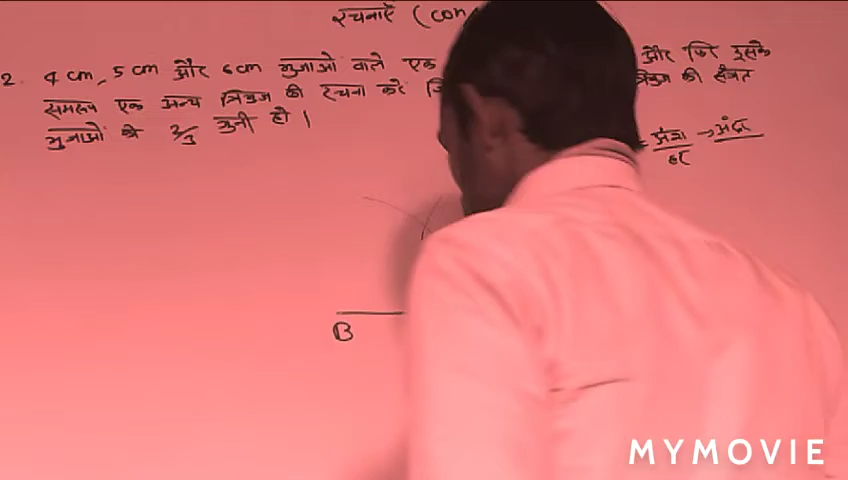 रचनाएँ (con
2. 4 cm, 5 cm और 6 cm भुजाओं वाले एक और फिर इसके
समरूप एक अन्य त्रिभुज की रचना करे त्रिभुज की संगत
भुजाओं की 2/3 गुनी हो ।
= अंश/हर →
B
MYMOVIE